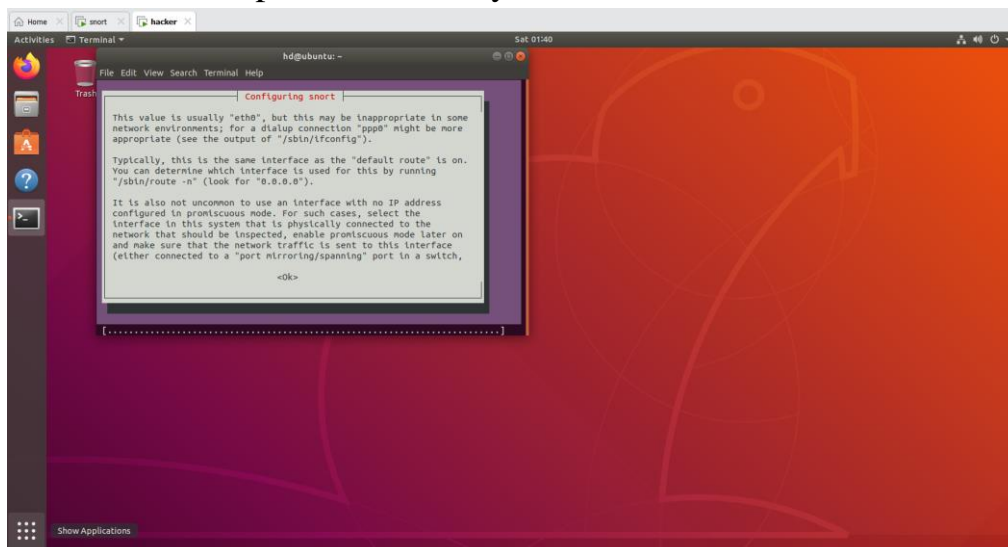 Home
snort
hacker
Activities
Terminal
Sat 01:40
hd@ubuntu: ~
File Edit View Search Terminal Help
Trash
Configuring snort
This value is usually "eth0", but this may be inappropriate in some
network environments; for a dialup connection "ppp0" might be more
appropriate (see the output of "/sbin/ifconfig").
Typically, this is the same interface as the "default route" is on.
You can determine which interface is used for this by running
"/sbin/route -n" (look for "0.0.0.0").
It is also not uncommon to use an interface with no IP address
configured in promiscuous mode. For such cases, select the
interface in this system that is physically connected to the
network that should be inspected, enable promiscuous mode later on
and make sure that the network traffic is sent to this interface
(either connected to a "port mirroring/spanning" port in a switch,
<Ok>
Show Applications